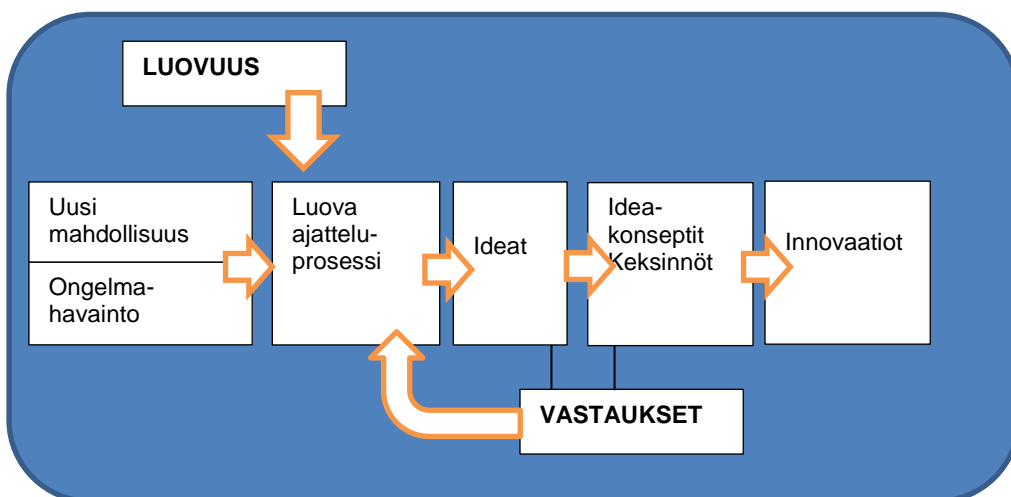 LUOVUUS
Uusi
mahdollisuus
Ongelma-
havainto
Luova
ajattelu-
prosessi
Ideat
Idea-
konseptit
Keksinnöt
Innovaatiot
VASTAUKSET